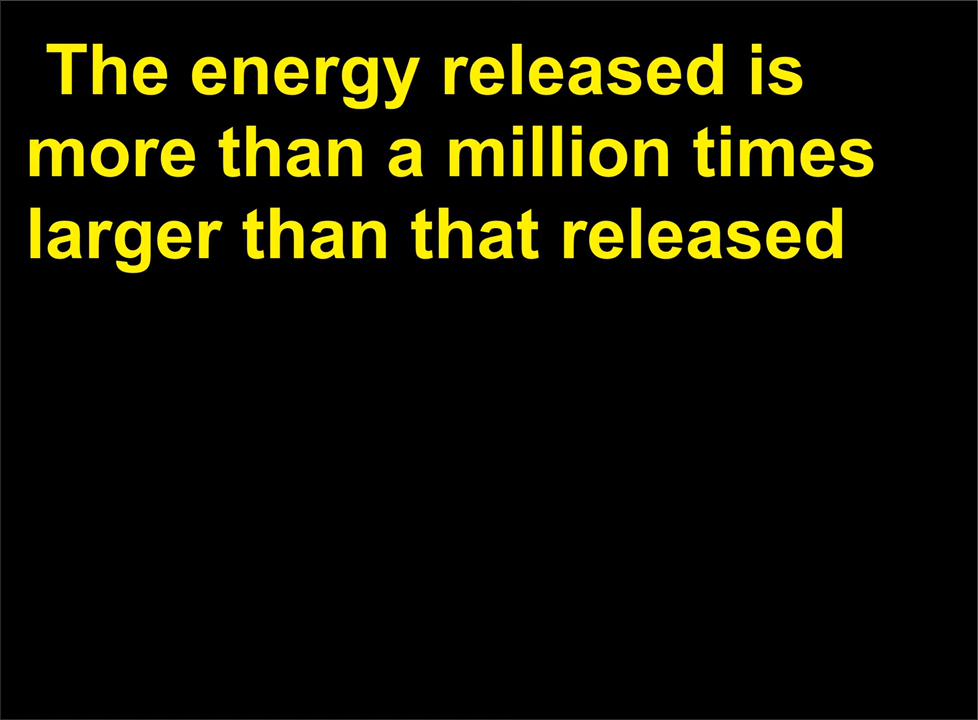 The energy released is
more than a million times
larger than that released